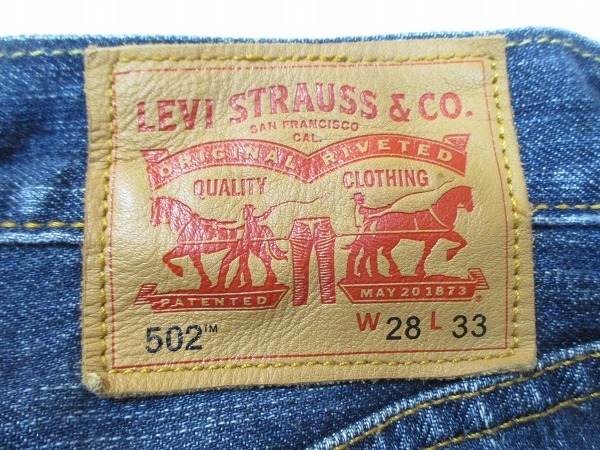 LEVI STRAUSS & CO.
SAN FRANCISCO
CAL.
ORIGINAL RIVETED
QUALITY CLOTHING
PATENTED MAY 20 1873 ®
502™ W 28 L 33